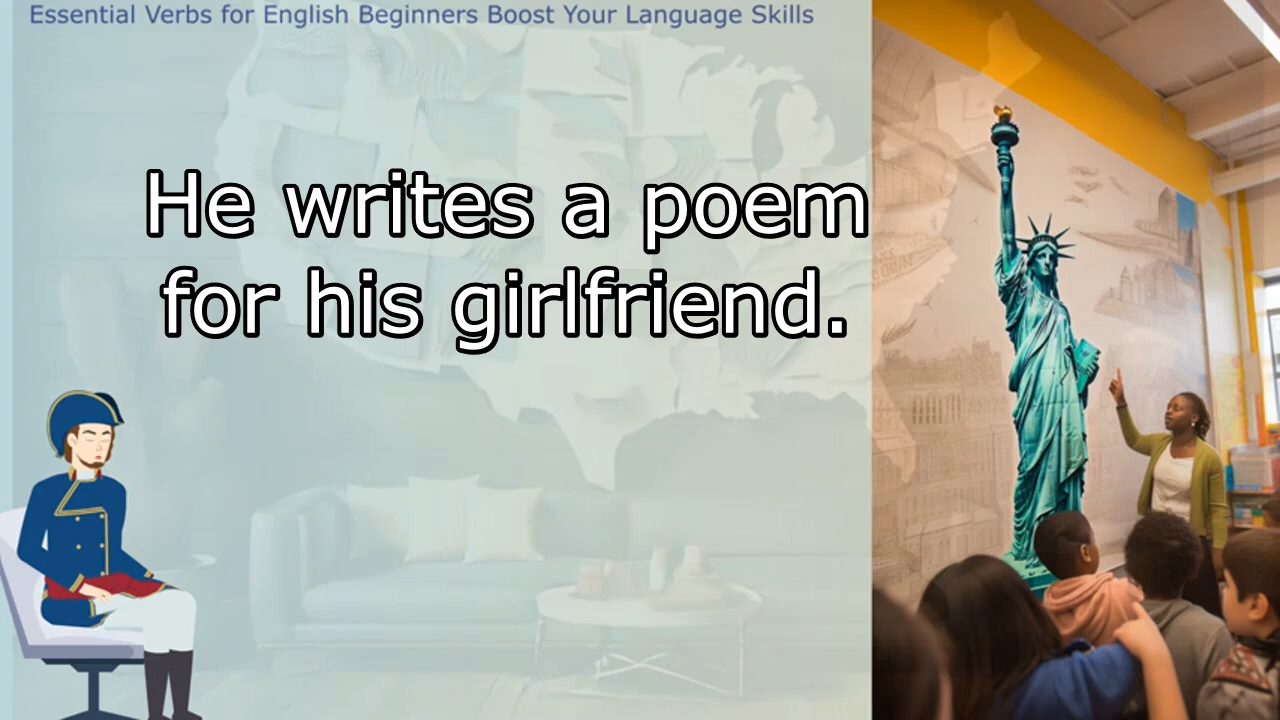 Essential Verbs for English Beginners Boost Your Language Skills
He writes a poem
for his girlfriend.